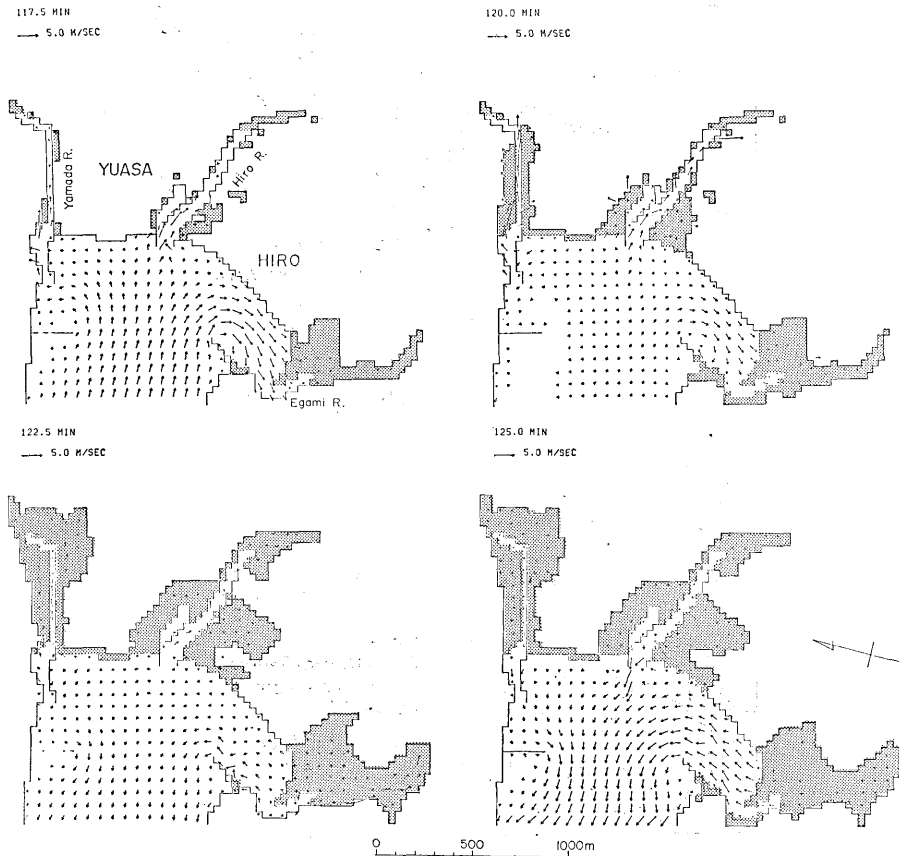 117.5 MIN
5.0 M/SEC
120.0 MIN
5.0 M/SEC
Yamada R.
YUASA
Hiro R.
HIRO
Egami R.
122.5 MIN
5.0 M/SEC
125.0 MIN
5.0 M/SEC
0 500 1000m